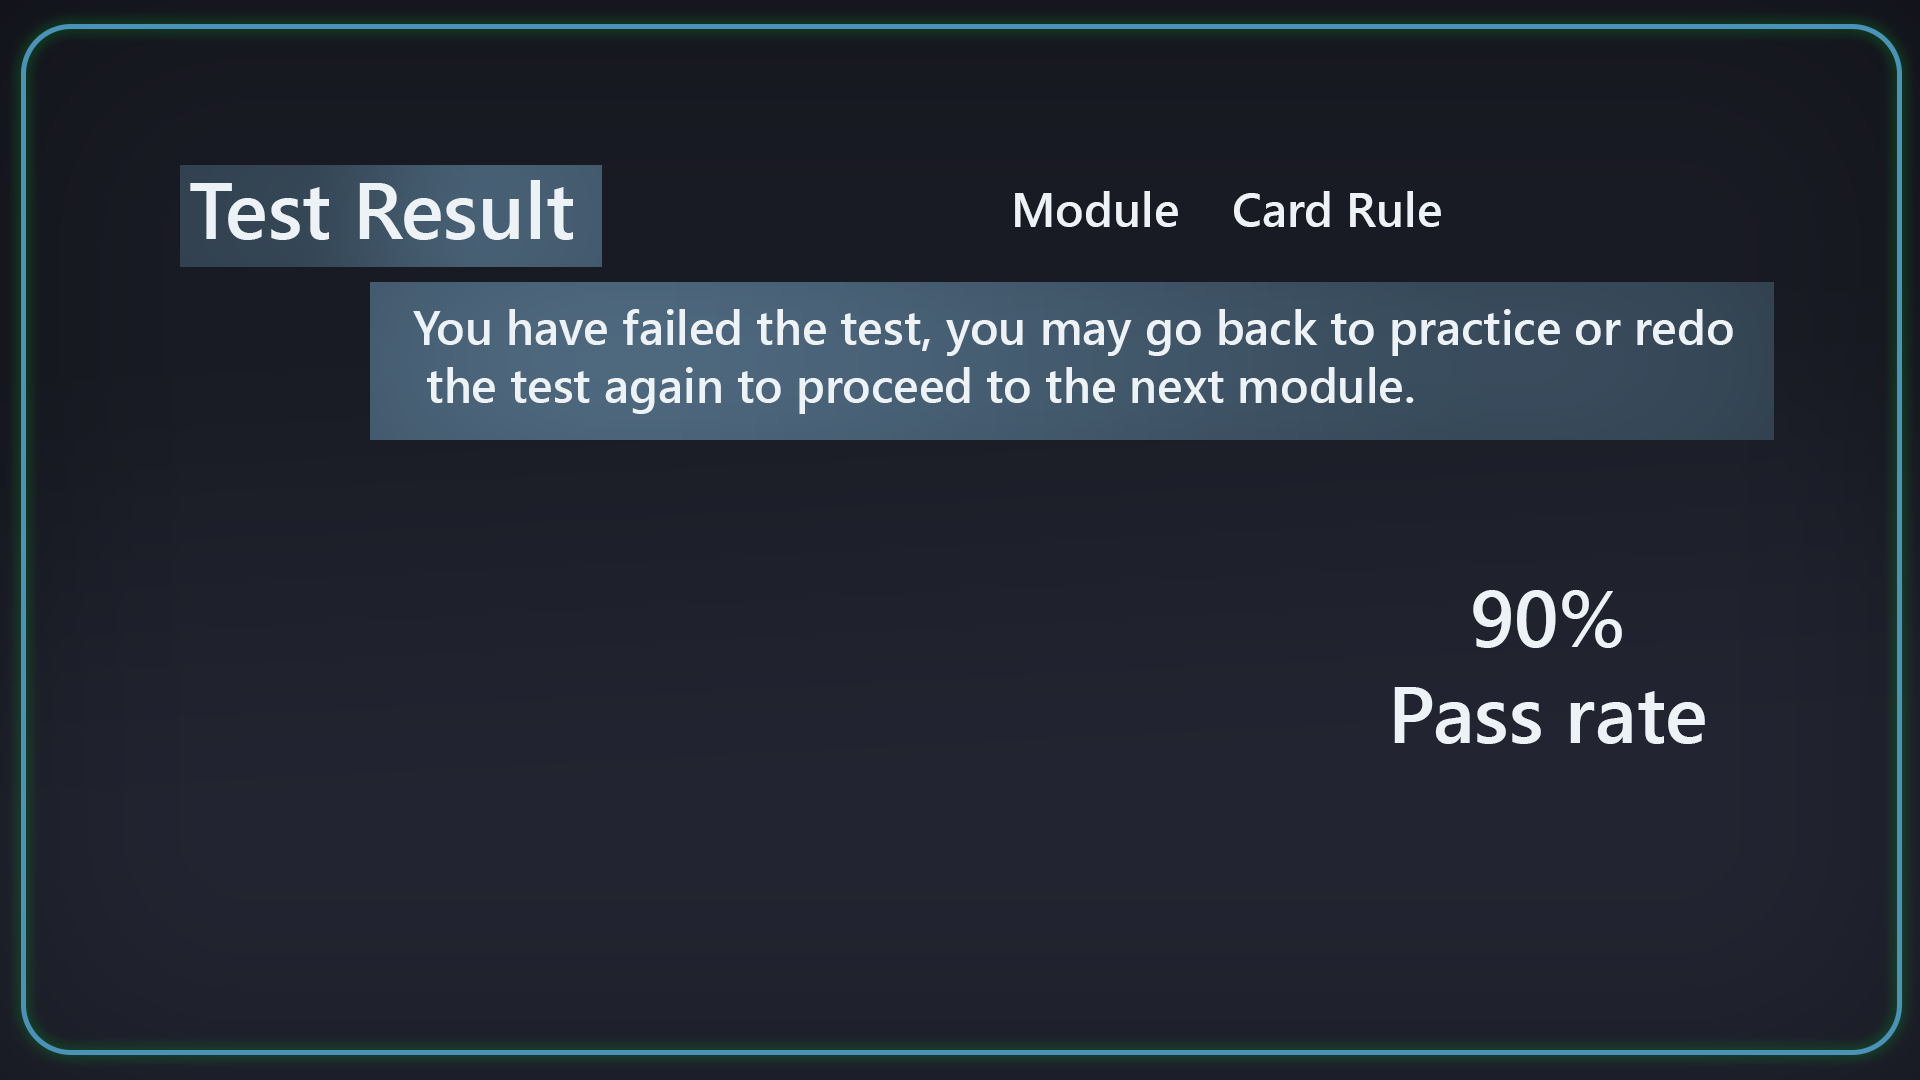 Test Result
Module Card Rule
You have failed the test, you may go back to practice or redo
the test again to proceed to the next module.
90%
Pass rate